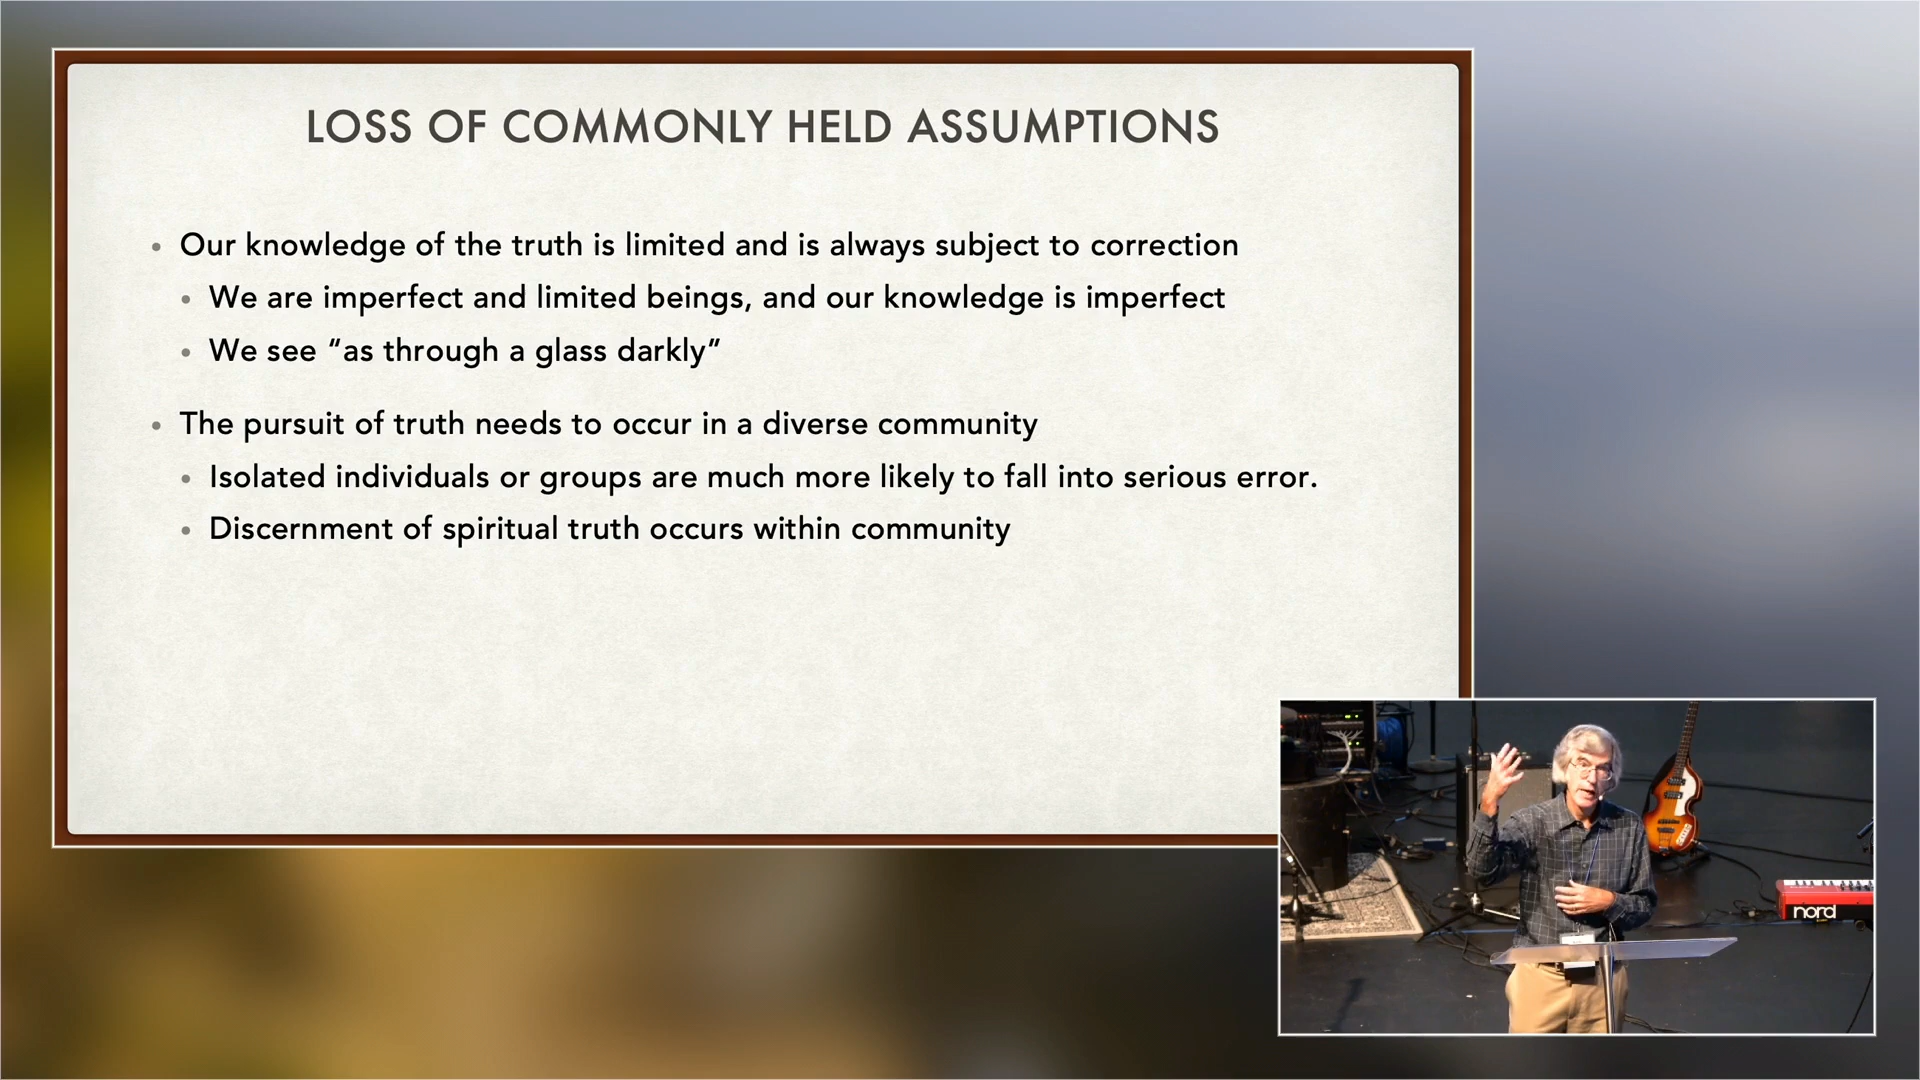 LOSS OF COMMONLY HELD ASSUMPTIONS
• Our knowledge of the truth is limited and is always subject to correction
• We are imperfect and limited beings, and our knowledge is imperfect
• We see “as through a glass darkly”
• The pursuit of truth needs to occur in a diverse community
• Isolated individuals or groups are much more likely to fall into serious error.
• Discernment of spiritual truth occurs within community
nord